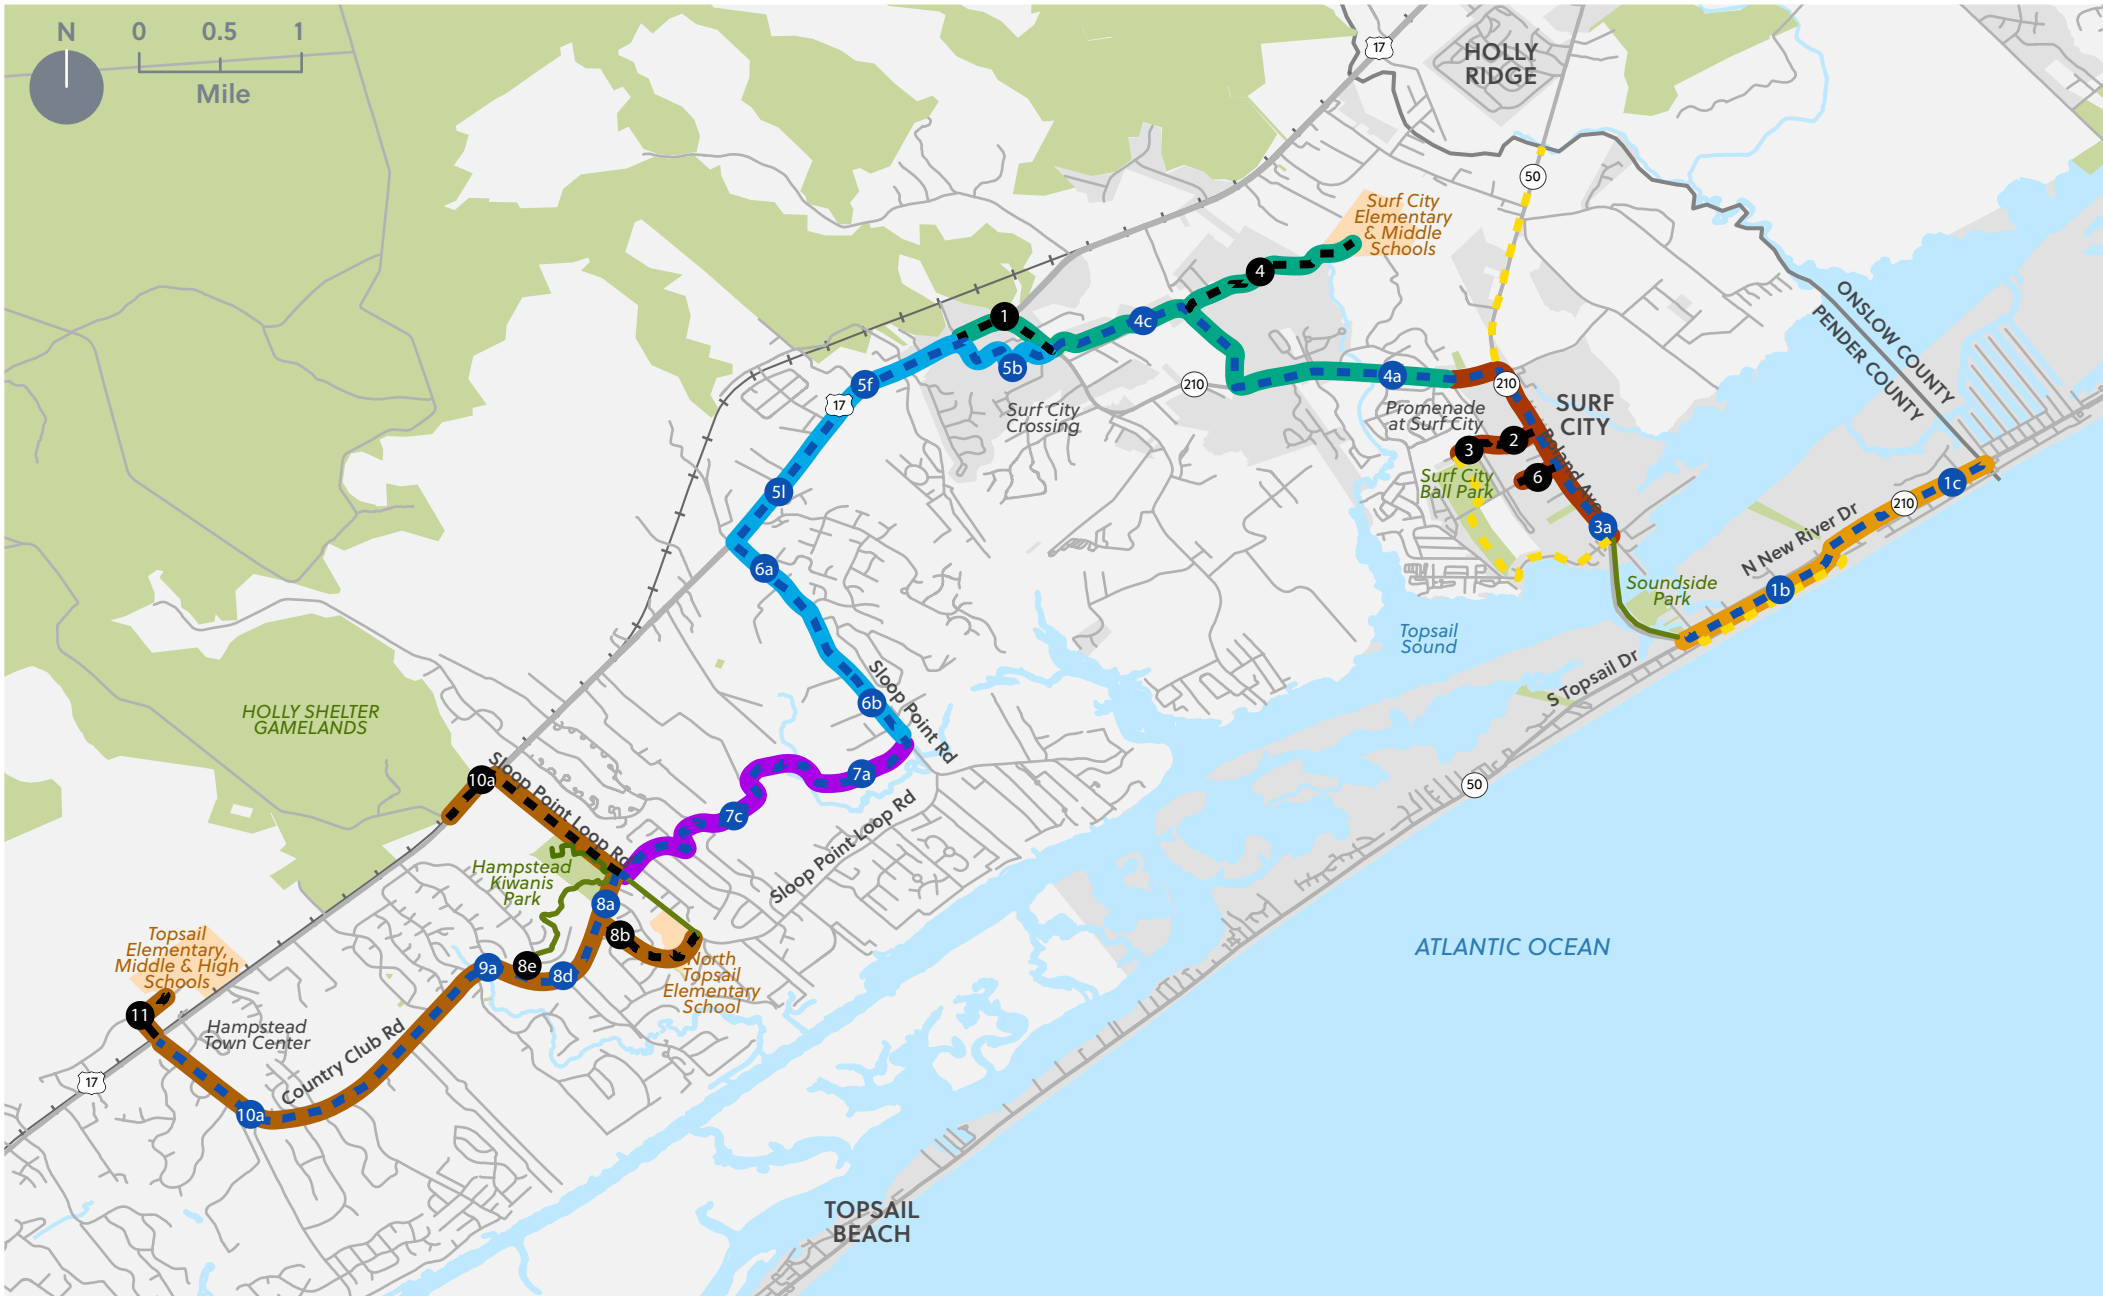 N
0 0.5 1
Mile
17
HOLLY
RIDGE
50
Surf City
Elementary
& Middle
Schools
4
1
4c
5b
5f
17
210
4a
210
Surf City
Crossing
Promenade
at Surf City
SURF
CITY
ONSLOW COUNTY
PENDER COUNTY
2
3
6
Surf City
Ball Park
Roland Ave
3a
1c
210
N New River Dr
1b
Soundside
Park
5l
6a
Topsail
Sound
S Topsail Dr
Sloop Point Rd
6b
HOLLY SHELTER
GAMELANDS
10a
Sloop Point Loop Rd
7a
7c
50
Sloop Point Loop Rd
Hampstead
Kiwanis
Park
8a
8b
Topsail
Elementary,
Middle & High
Schools
9a
8e
8d
North
Topsail
Elementary
School
ATLANTIC OCEAN
11
Hampstead
Town Center
Country Club Rd
17
10a
TOPSAIL
BEACH